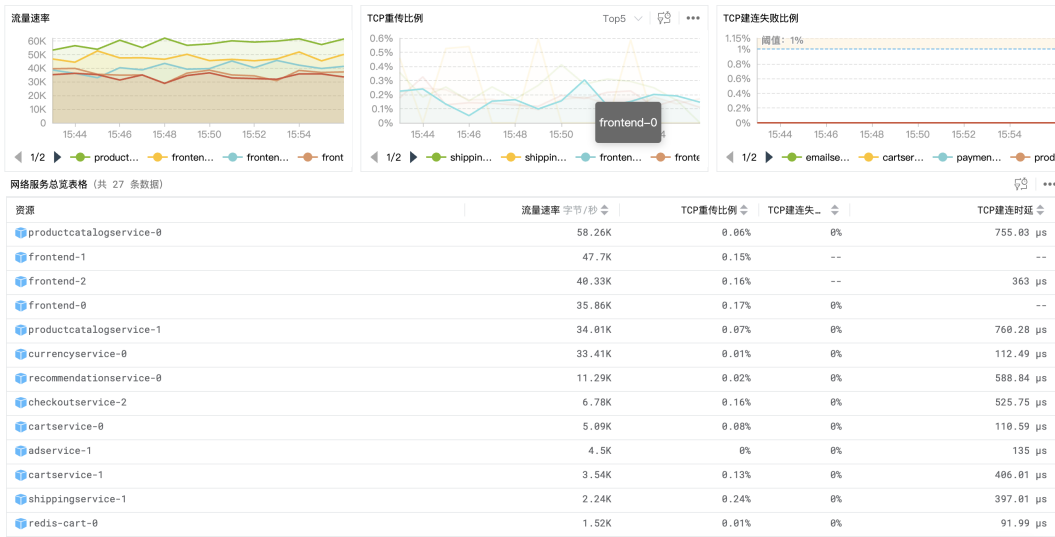 流量速率
60K
50K
40K
30K
20K
10K
0
15:44 15:46 15:48 15:50 15:52 15:54
1/2 product... fronten... fronten... front
TCP重传比例 Top5
0.6%
0.5%
0.4%
0.3%
0.2%
0.1%
0%
15:44 15:46 15:48 15:50 4
frontend-0
1/2 shippin... shippin... fronten... fronte
TCP建连失败比例
1.15%
阈值: 1%
1%
0.8%
0.6%
0.4%
0.2%
0%
15:44 15:46 15:48 15:50 15:52 15:54
1/2 emailse... cartser... paymen... prod
网络服务总览表格 (共 27 条数据)
资源 流量速率 字节/秒 TCP重传比例 TCP建连失... TCP建连时延
productcatalogservice-0 58.26K 0.06% 0% 755.03 μs
frontend-1 47.7K 0.15% -- --
frontend-2 40.33K 0.16% -- 363 μs
frontend-0 35.86K 0.17% 0% --
productcatalogservice-1 34.01K 0.07% 0% 760.28 μs
currencyservice-0 33.41K 0.01% 0% 112.49 μs
recommendationservice-0 11.29K 0.02% 0% 588.84 μs
checkoutservice-2 6.78K 0.16% 0% 525.75 μs
cartservice-0 5.09K 0.08% 0% 110.59 μs
adservice-1 4.5K 0% 0% 135 μs
cartservice-1 3.54K 0.13% 0% 406.01 μs
shippingservice-1 2.24K 0.24% 0% 397.01 μs
redis-cart-0 1.52K 0.01% 0% 91.99 μs